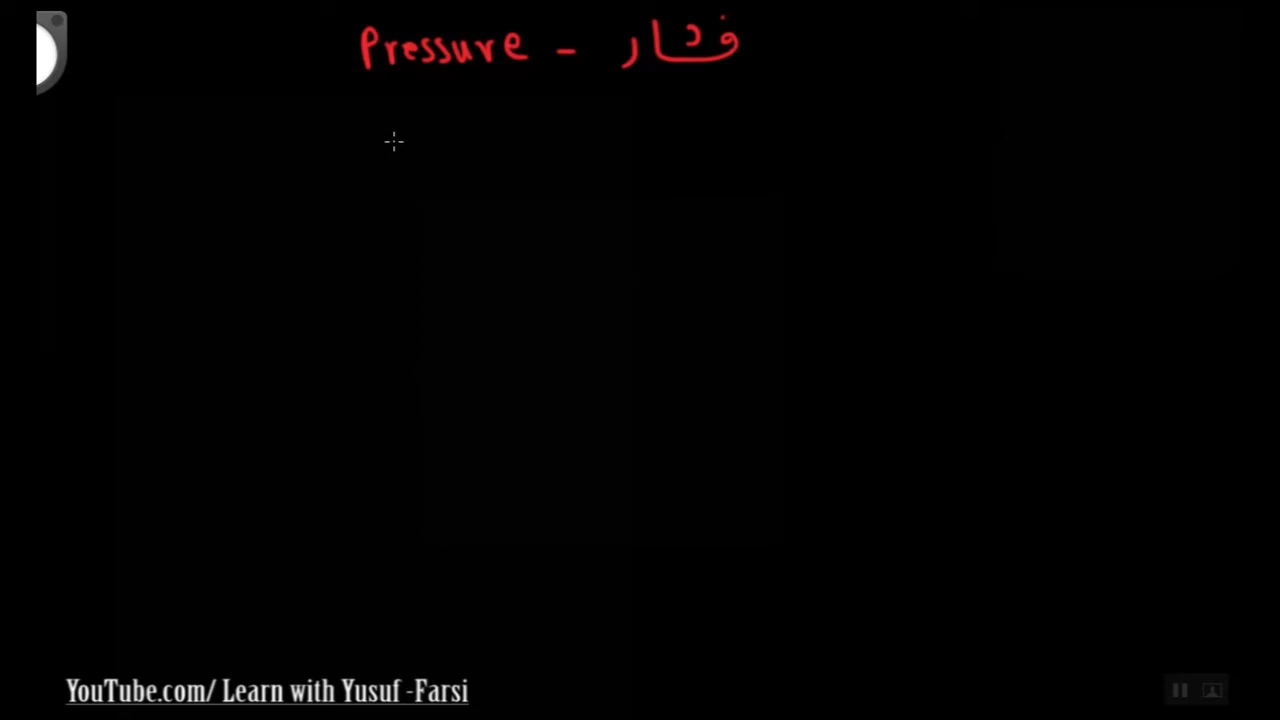 Pressure - فشار
YouTube.com/ Learn with Yusuf -Farsi